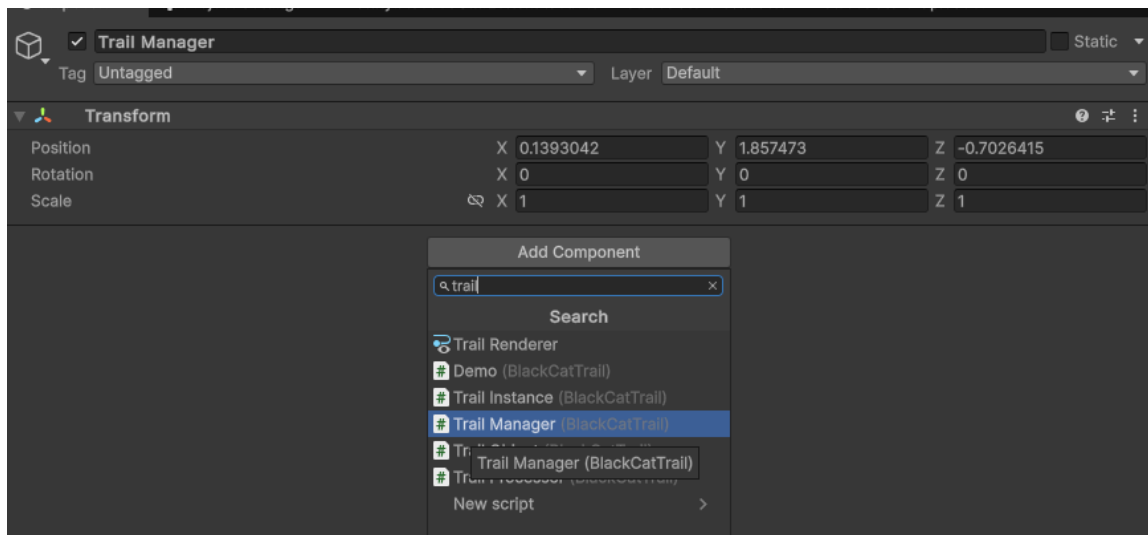 Trail Manager Static
Tag Untagged Layer Default
Transform
Position X 0.1393042 Y 1.857473 Z -0.7026415
Rotation X 0 Y 0 Z 0
Scale X 1 Y 1 Z 1
Add Component
trail
Search
Trail Renderer
# Demo (BlackCatTrail)
# Trail Instance (BlackCatTrail)
# Trail Manager (BlackCatTrail)
#
Trail Manager (BlackCatTrail)
#
New script